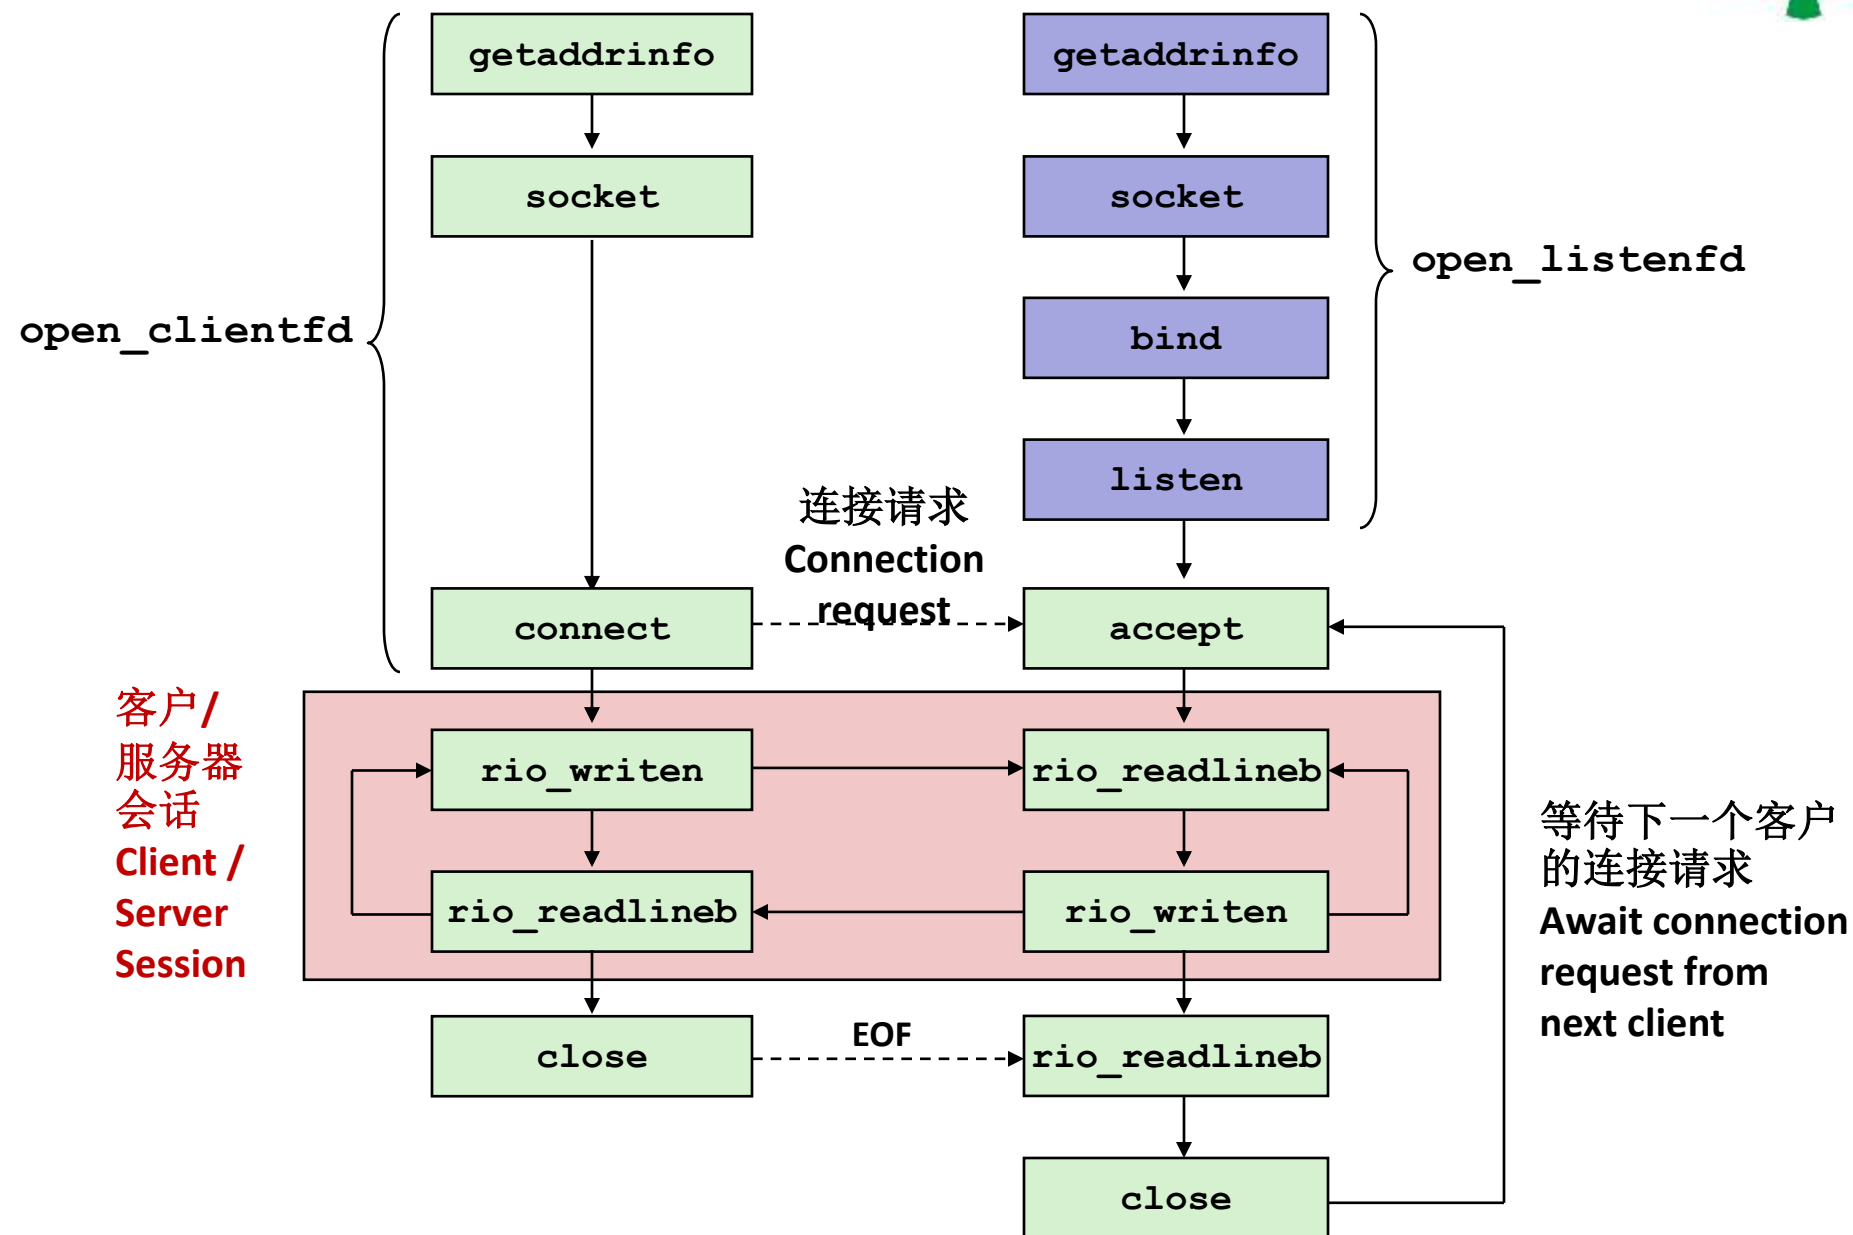 getaddrinfo
getaddrinfo
socket
socket
open_listenfd
open_clientfd
bind
listen
连接请求
Connection
request
connect
accept
客户/
服务器
会话
Client /
Server
Session
rio_writen
rio_readlineb
rio_readlineb
rio_writen
等待下一个客户
的连接请求
Await connection
request from
next client
close
EOF
rio_readlineb
close